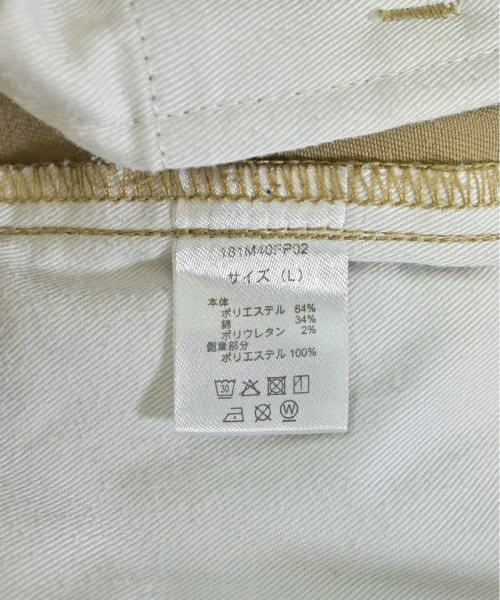 181M40FP02
サイズ(L)
本体
ポリエステル 64%
綿 34%
ポリウレタン 2%
側章部分
ポリエステル 100%
30
W